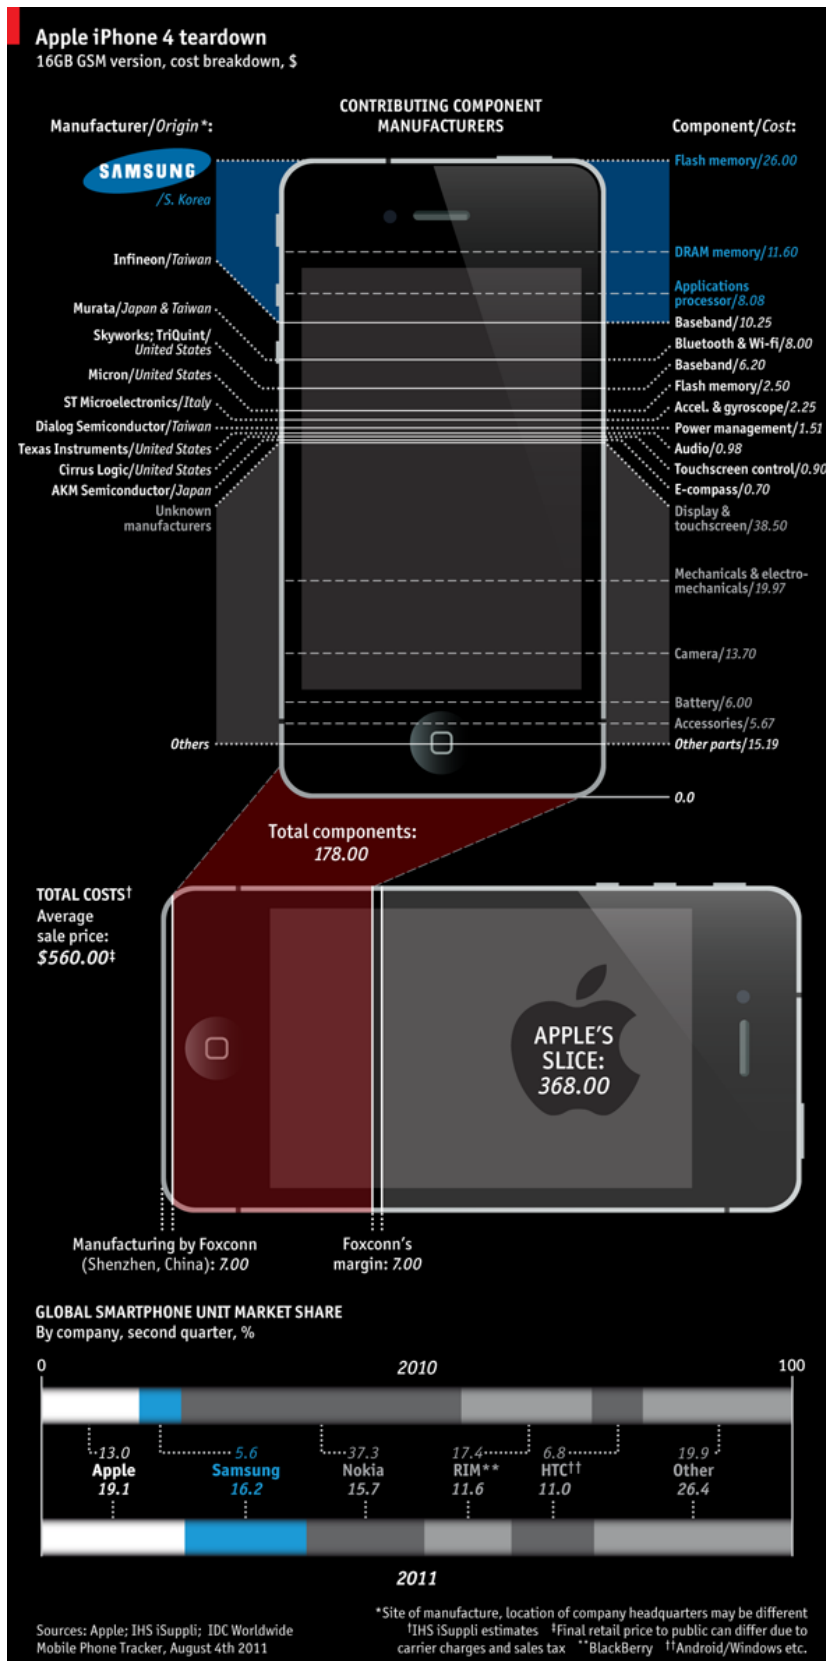 Apple iPhone 4 teardown
16GB GSM version, cost breakdown, $
CONTRIBUTING COMPONENT
MANUFACTURERS
Manufacturer/Origin*:
Component/Cost:
SAMSUNG
/S. Korea
Infineon/Taiwan
Murata/Japan & Taiwan
Skyworks; TriQuint/
United States
Micron/United States
ST Microelectronics/Italy
Dialog Semiconductor/Taiwan
Texas Instruments/United States
Cirrus Logic/United States
AKM Semiconductor/Japan
Unknown
manufacturers
Others
Flash memory/26.00
DRAM memory/11.60
Applications
processor/8.08
Baseband/10.25
Bluetooth & Wi-fi/8.00
Baseband/6.20
Flash memory/2.50
Accel. & gyroscope/2.25
Power management/1.51
Audio/0.98
Touchscreen control/0.90
E-compass/0.70
Display &
touchscreen/38.50
Mechanicals & electro-
mechanicals/19.97
Camera/13.70
Battery/6.00
Accessories/5.67
Other parts/15.19
0.0
Total components:
178.00
TOTAL COSTS†
Average
sale price:
$560.00‡
APPLE'S
SLICE:
368.00
Manufacturing by Foxconn
(Shenzhen, China): 7.00
Foxconn's
margin: 7.00
GLOBAL SMARTPHONE UNIT MARKET SHARE
By company, second quarter, %
0 2010 100
13.0 5.6 37.3 17.4 6.8 19.9
Apple Samsung Nokia RIM** HTC†† Other
19.1 16.2 15.7 11.6 11.0 26.4
2011
Sources: Apple; IHS iSuppli; IDC Worldwide
Mobile Phone Tracker, August 4th 2011
*Site of manufacture, location of company headquarters may be different
†IHS iSuppli estimates ‡Final retail price to public can differ due to
carrier charges and sales tax **BlackBerry ††Android/Windows etc.